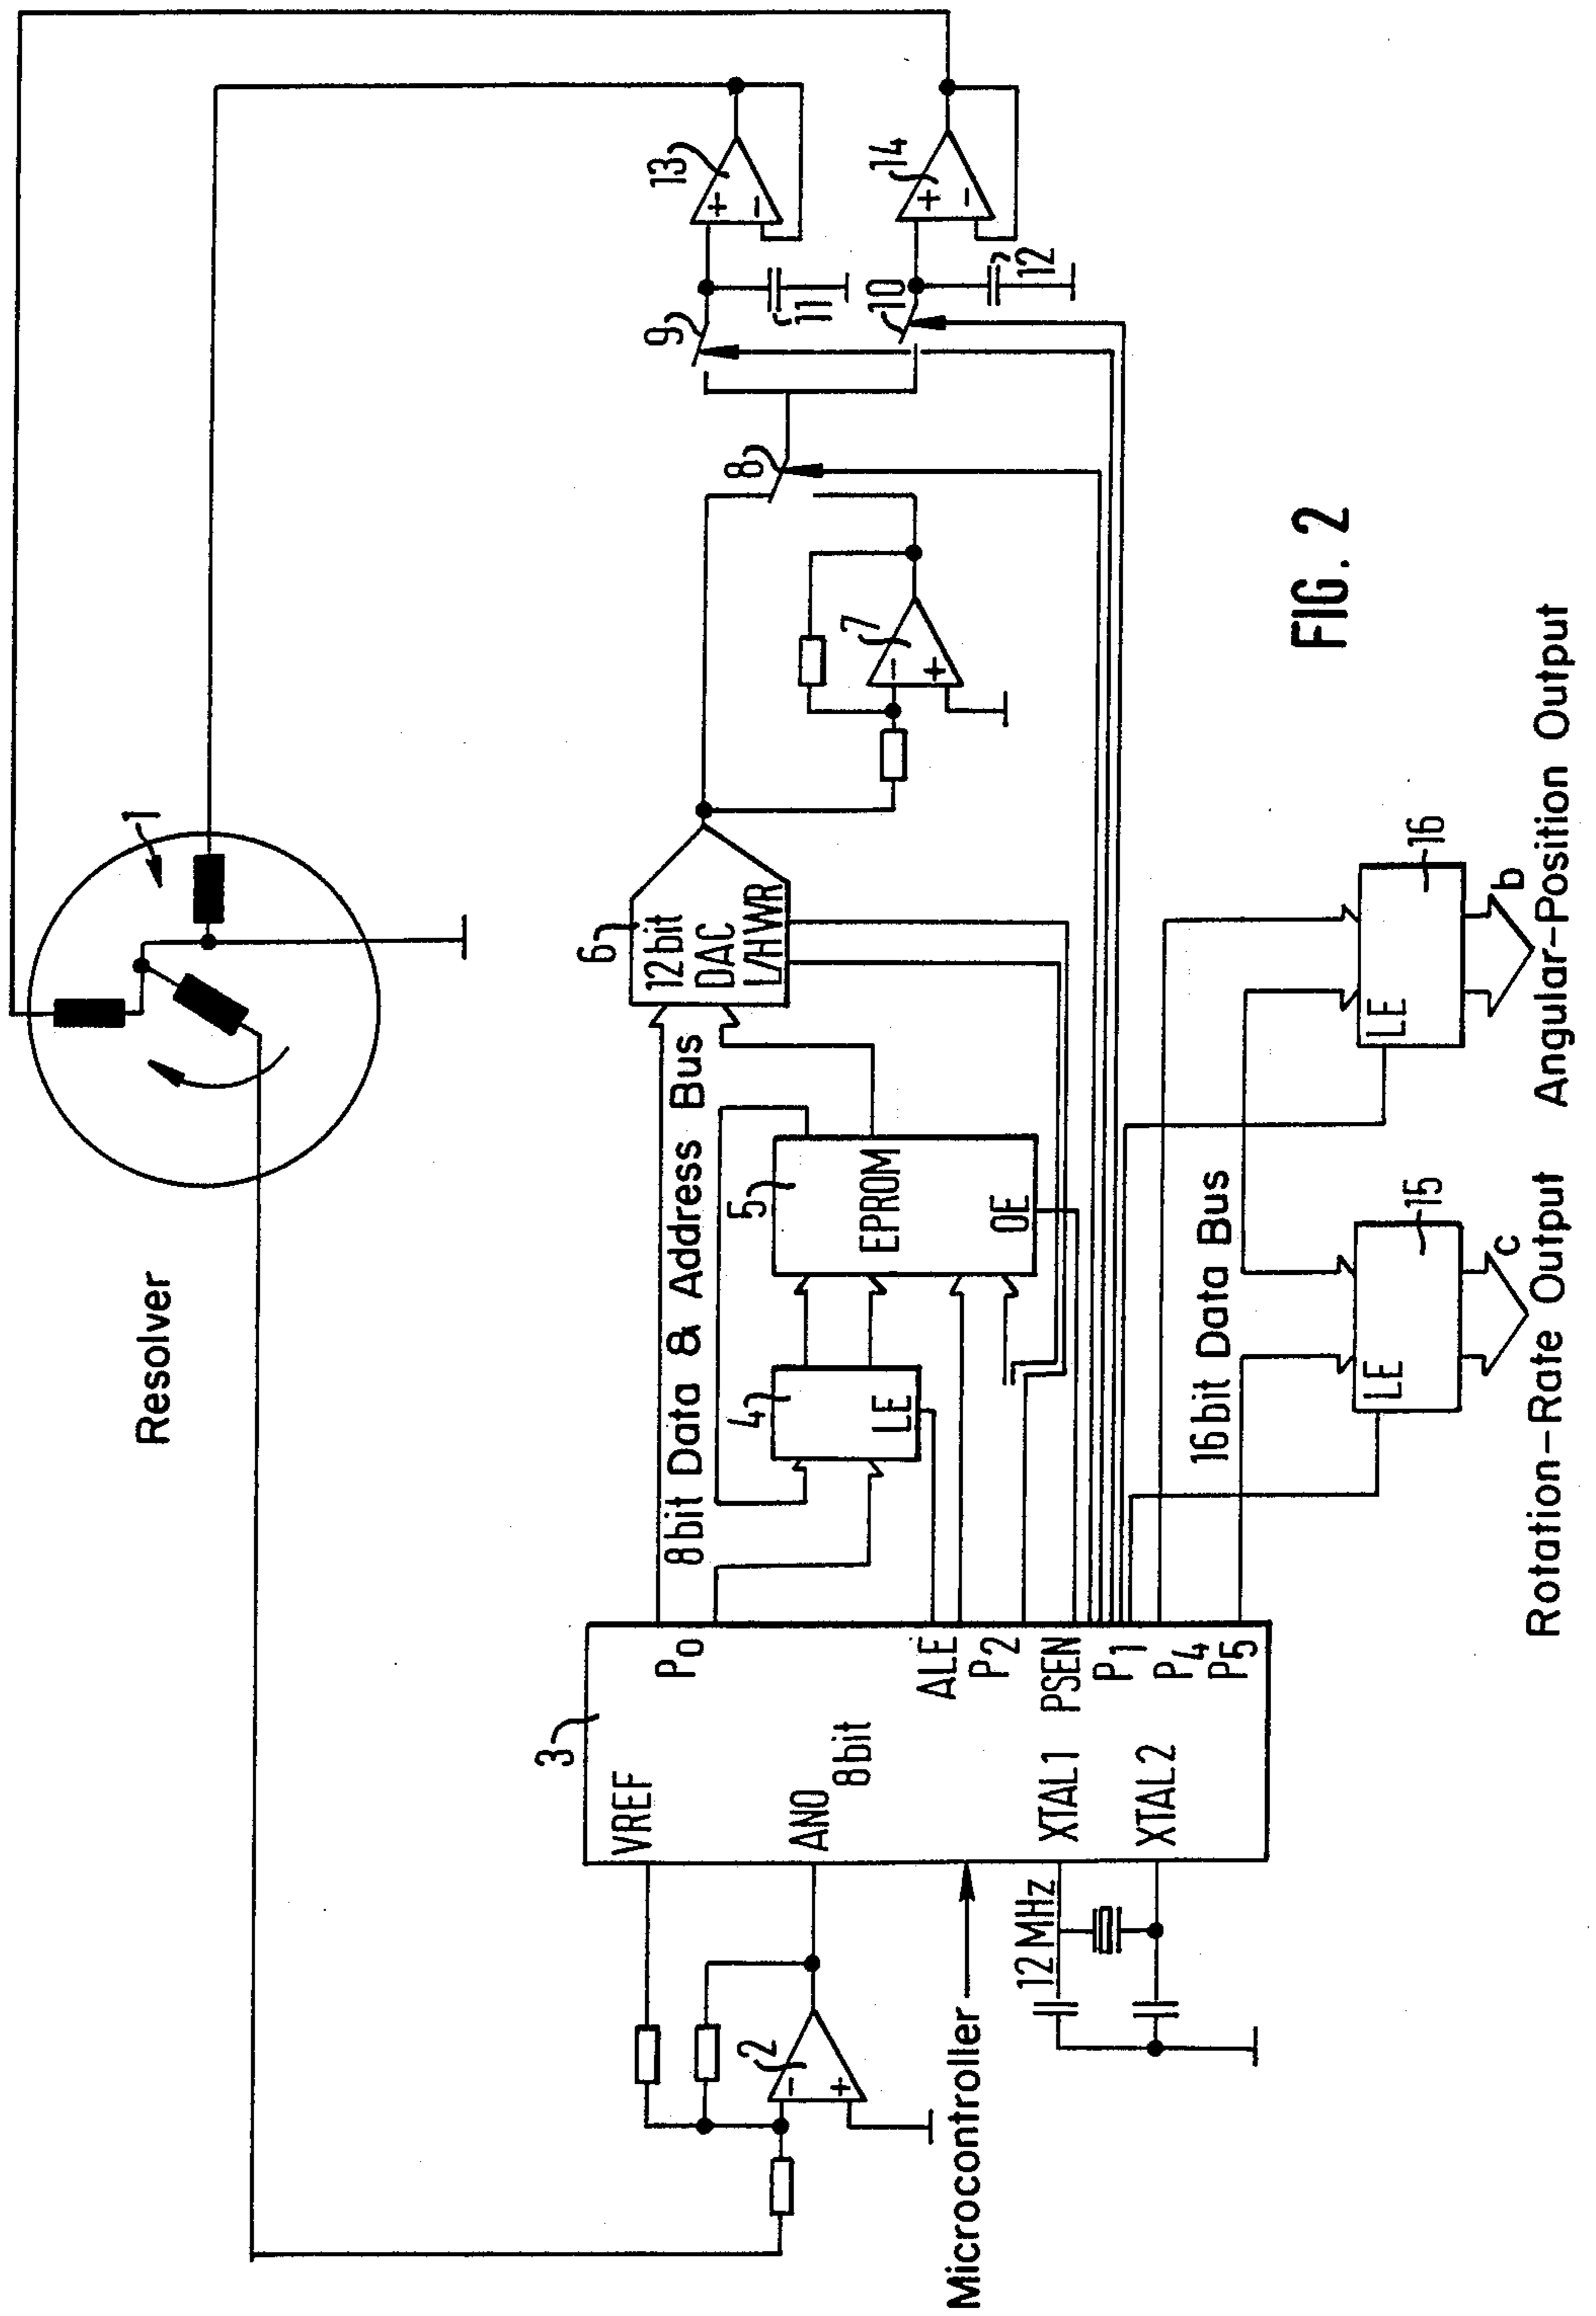 Resolver
1
13
+
−
14
+
−
9
11
10
12
8
7
−
+
6
12bit
DAC
L/HWR
8bit Data & Address Bus
5
EPROM
OE
4
LE
3
VREF
ANO
8bit
XTAL1
XTAL2
P0
ALE
P2
PSEN
P1
P4
P5
2
−
+
Microcontroller
12MHz
16bit Data Bus
15
LE
c
Rotation-Rate Output
16
LE
b
Angular-Position Output
FIG. 2